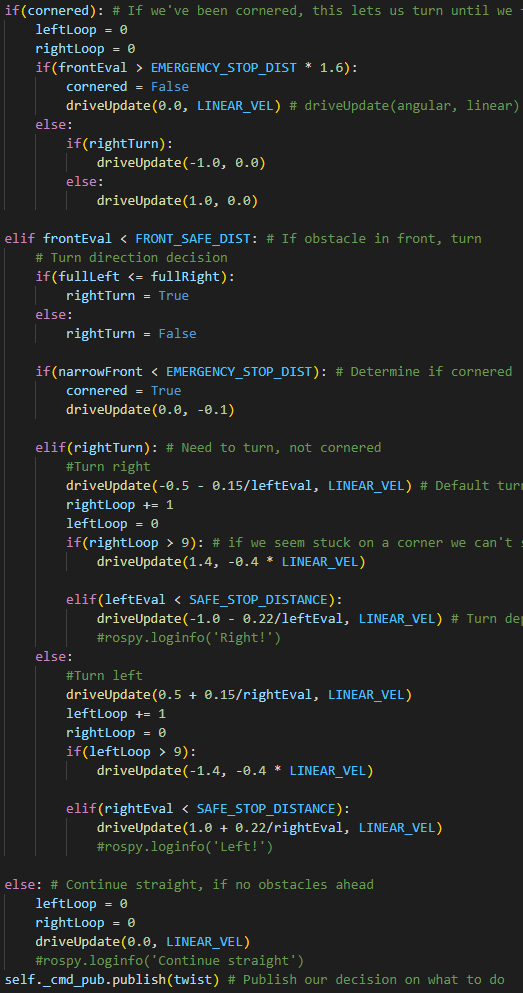 if(cornered): # If we've been cornered, this lets us turn until we
    leftLoop = 0
    rightLoop = 0
    if(frontEval > EMERGENCY_STOP_DIST * 1.6):
        cornered = False
        driveUpdate(0.0, LINEAR_VEL) # driveUpdate(angular, linear)
    else:
        if(rightTurn):
            driveUpdate(-1.0, 0.0)
        else:
            driveUpdate(1.0, 0.0)

elif frontEval < FRONT_SAFE_DIST: # If obstacle in front, turn
    # Turn direction decision
    if(fullLeft <= fullRight):
        rightTurn = True
    else:
        rightTurn = False

    if(narrowFront < EMERGENCY_STOP_DIST): # Determine if cornered
        cornered = True
        driveUpdate(0.0, -0.1)

    elif(rightTurn): # Need to turn, not cornered
        #Turn right
        driveUpdate(-0.5 - 0.15/leftEval, LINEAR_VEL) # Default
        rightLoop += 1
        leftLoop = 0
        if(rightLoop > 9): # if we seem stuck on a corner we can't
            driveUpdate(1.4, -0.4 * LINEAR_VEL)

        elif(leftEval < SAFE_STOP_DISTANCE):
            driveUpdate(-1.0 - 0.22/leftEval, LINEAR_VEL) # Turn
            #rospy.loginfo('Right!')
    else:
        #Turn left
        driveUpdate(0.5 + 0.15/rightEval, LINEAR_VEL)
        leftLoop += 1
        rightLoop = 0
        if(leftLoop > 9):
            driveUpdate(-1.4, -0.4 * LINEAR_VEL)

        elif(rightEval < SAFE_STOP_DISTANCE):
            driveUpdate(1.0 + 0.22/rightEval, LINEAR_VEL)
            #rospy.loginfo('Left!')

else: # Continue straight, if no obstacles ahead
    leftLoop = 0
    rightLoop = 0
    driveUpdate(0.0, LINEAR_VEL)
    #rospy.loginfo('Continue straight')
self._cmd_pub.publish(twist) # Publish our decision on what to do